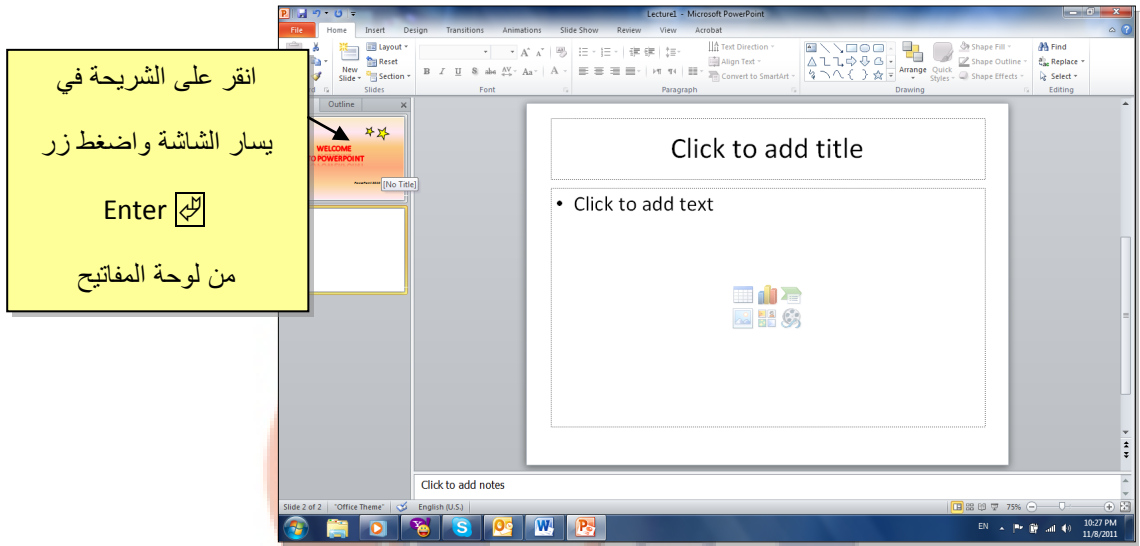 انقر على الشريحة في
يسار الشاشة واضغط زر
Enter
من لوحة المفاتيح
Lecture1 - Microsoft PowerPoint
File Home Insert Design Transitions Animations Slide Show Review View Acrobat
Layout
Reset
Section
New
Slide
Slides
B I U S abc AV Aa A
Font
Text Direction
Align Text
Convert to SmartArt
Paragraph
Arrange
Quick
Styles
Shape Fill
Shape Outline
Shape Effects
Drawing
Find
Replace
Select
Editing
Outline
WELCOME
O POWERPOINT
[No Title]
Click to add title
• Click to add text
Click to add notes
Slide 2 of 2 "Office Theme" English (U.S.) 75%
EN 10:27 PM
11/8/2011